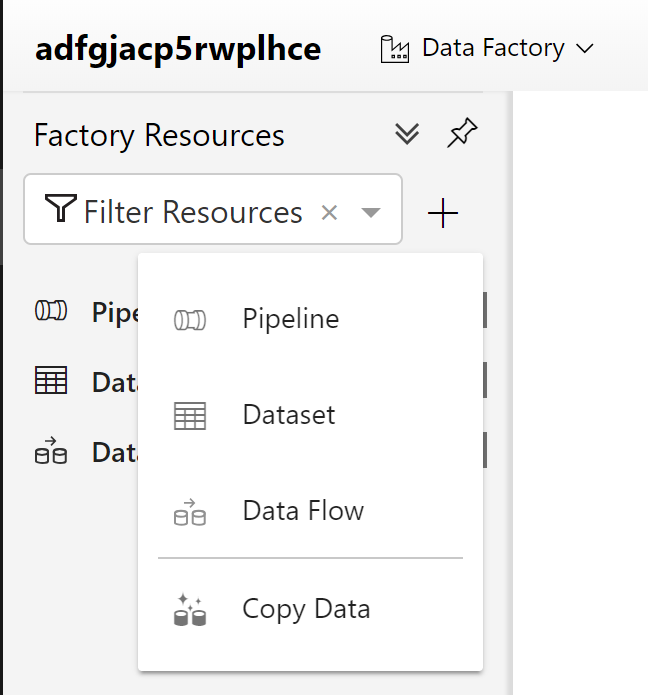 adfgjacp5rwplhce
Data Factory
Factory Resources
Filter Resources
Pipeline
Dataset
Data Flow
Copy Data